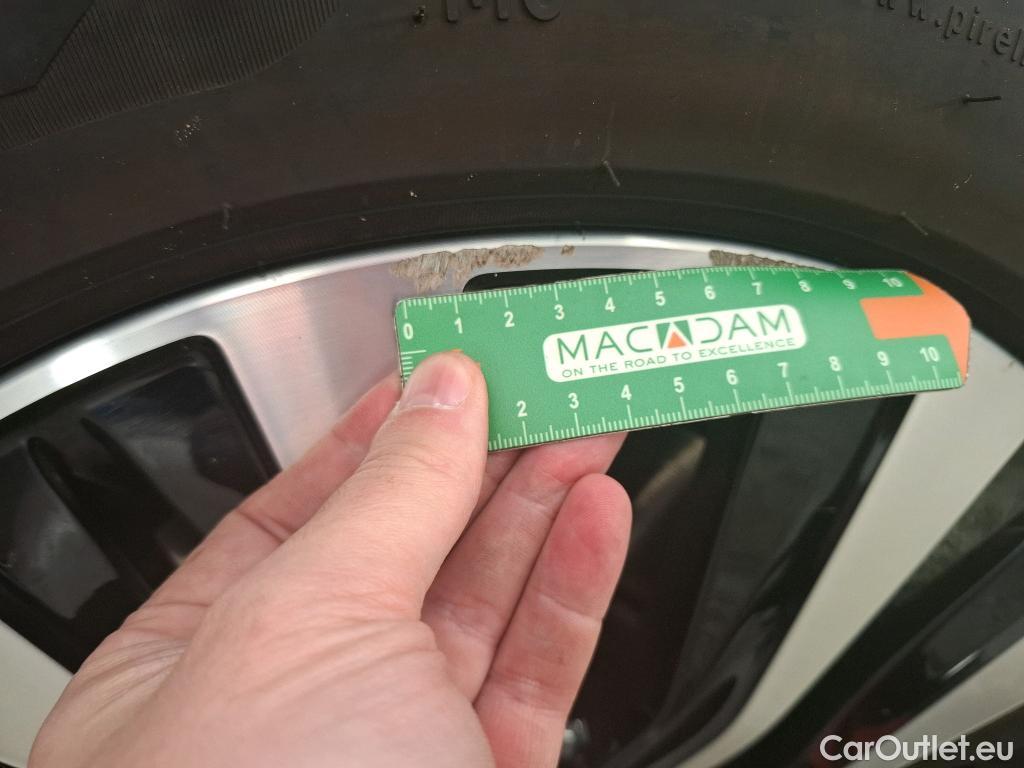 www.pirel
0 1 2 3 4 5 6 7 8 9 10
MACADAM
ON THE ROAD TO EXCELLENCE
2 3 4 5 6 7 8 9 10
CarOutlet.eu